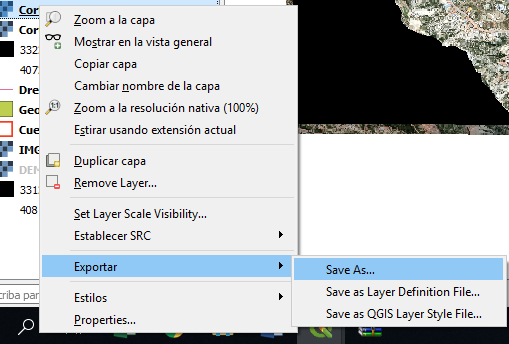 Cor
Zoom a la capa
Cor
Mostrar en la vista general
332
Copiar capa
407
Cambiar nombre de la capa
Dre
Zoom a la resolución nativa (100%)
Geo
Estirar usando extensión actual
Cue
IMG
Duplicar capa
DEM
Remove Layer...
331
408
Set Layer Scale Visibility...
Establecer SRC
Exportar
Save As...
Save as Layer Definition File...
Save as QGIS Layer Style File...
criba par
Estilos
Properties...